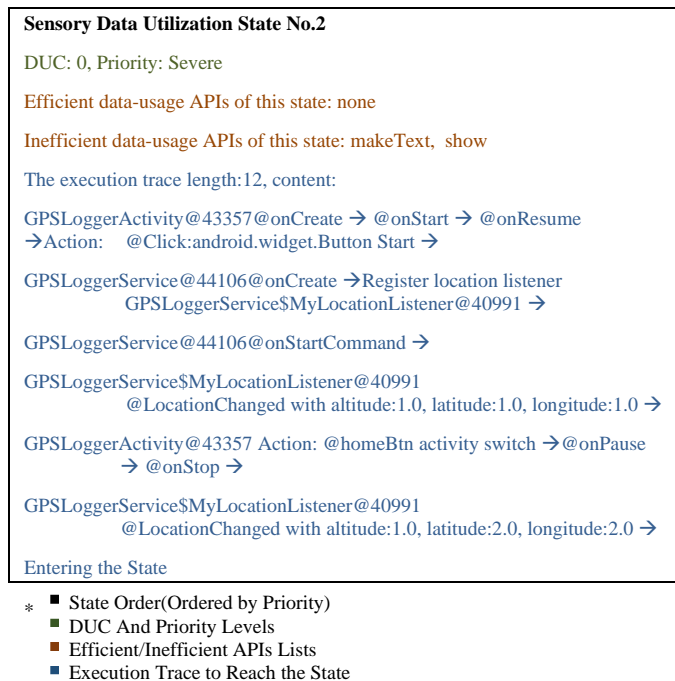 Sensory Data Utilization State No.2
DUC: 0, Priority: Severe
Efficient data-usage APIs of this state: none
Inefficient data-usage APIs of this state: makeText, show
The execution trace length:12, content:
GPSLoggerActivity@43357@onCreate → @onStart → @onResume
→Action: @Click:android.widget.Button Start →
GPSLoggerService@44106@onCreate →Register location listener
GPSLoggerService$MyLocationListener@40991 →
GPSLoggerService@44106@onStartCommand →
GPSLoggerService$MyLocationListener@40991
@LocationChanged with altitude:1.0, latitude:1.0, longitude:1.0 →
GPSLoggerActivity@43357 Action: @homeBtn activity switch →@onPause
→ @onStop →
GPSLoggerService$MyLocationListener@40991
@LocationChanged with altitude:1.0, latitude:2.0, longitude:2.0 →
Entering the State
* ■ State Order(Ordered by Priority)
■ DUC And Priority Levels
■ Efficient/Inefficient APIs Lists
■ Execution Trace to Reach the State